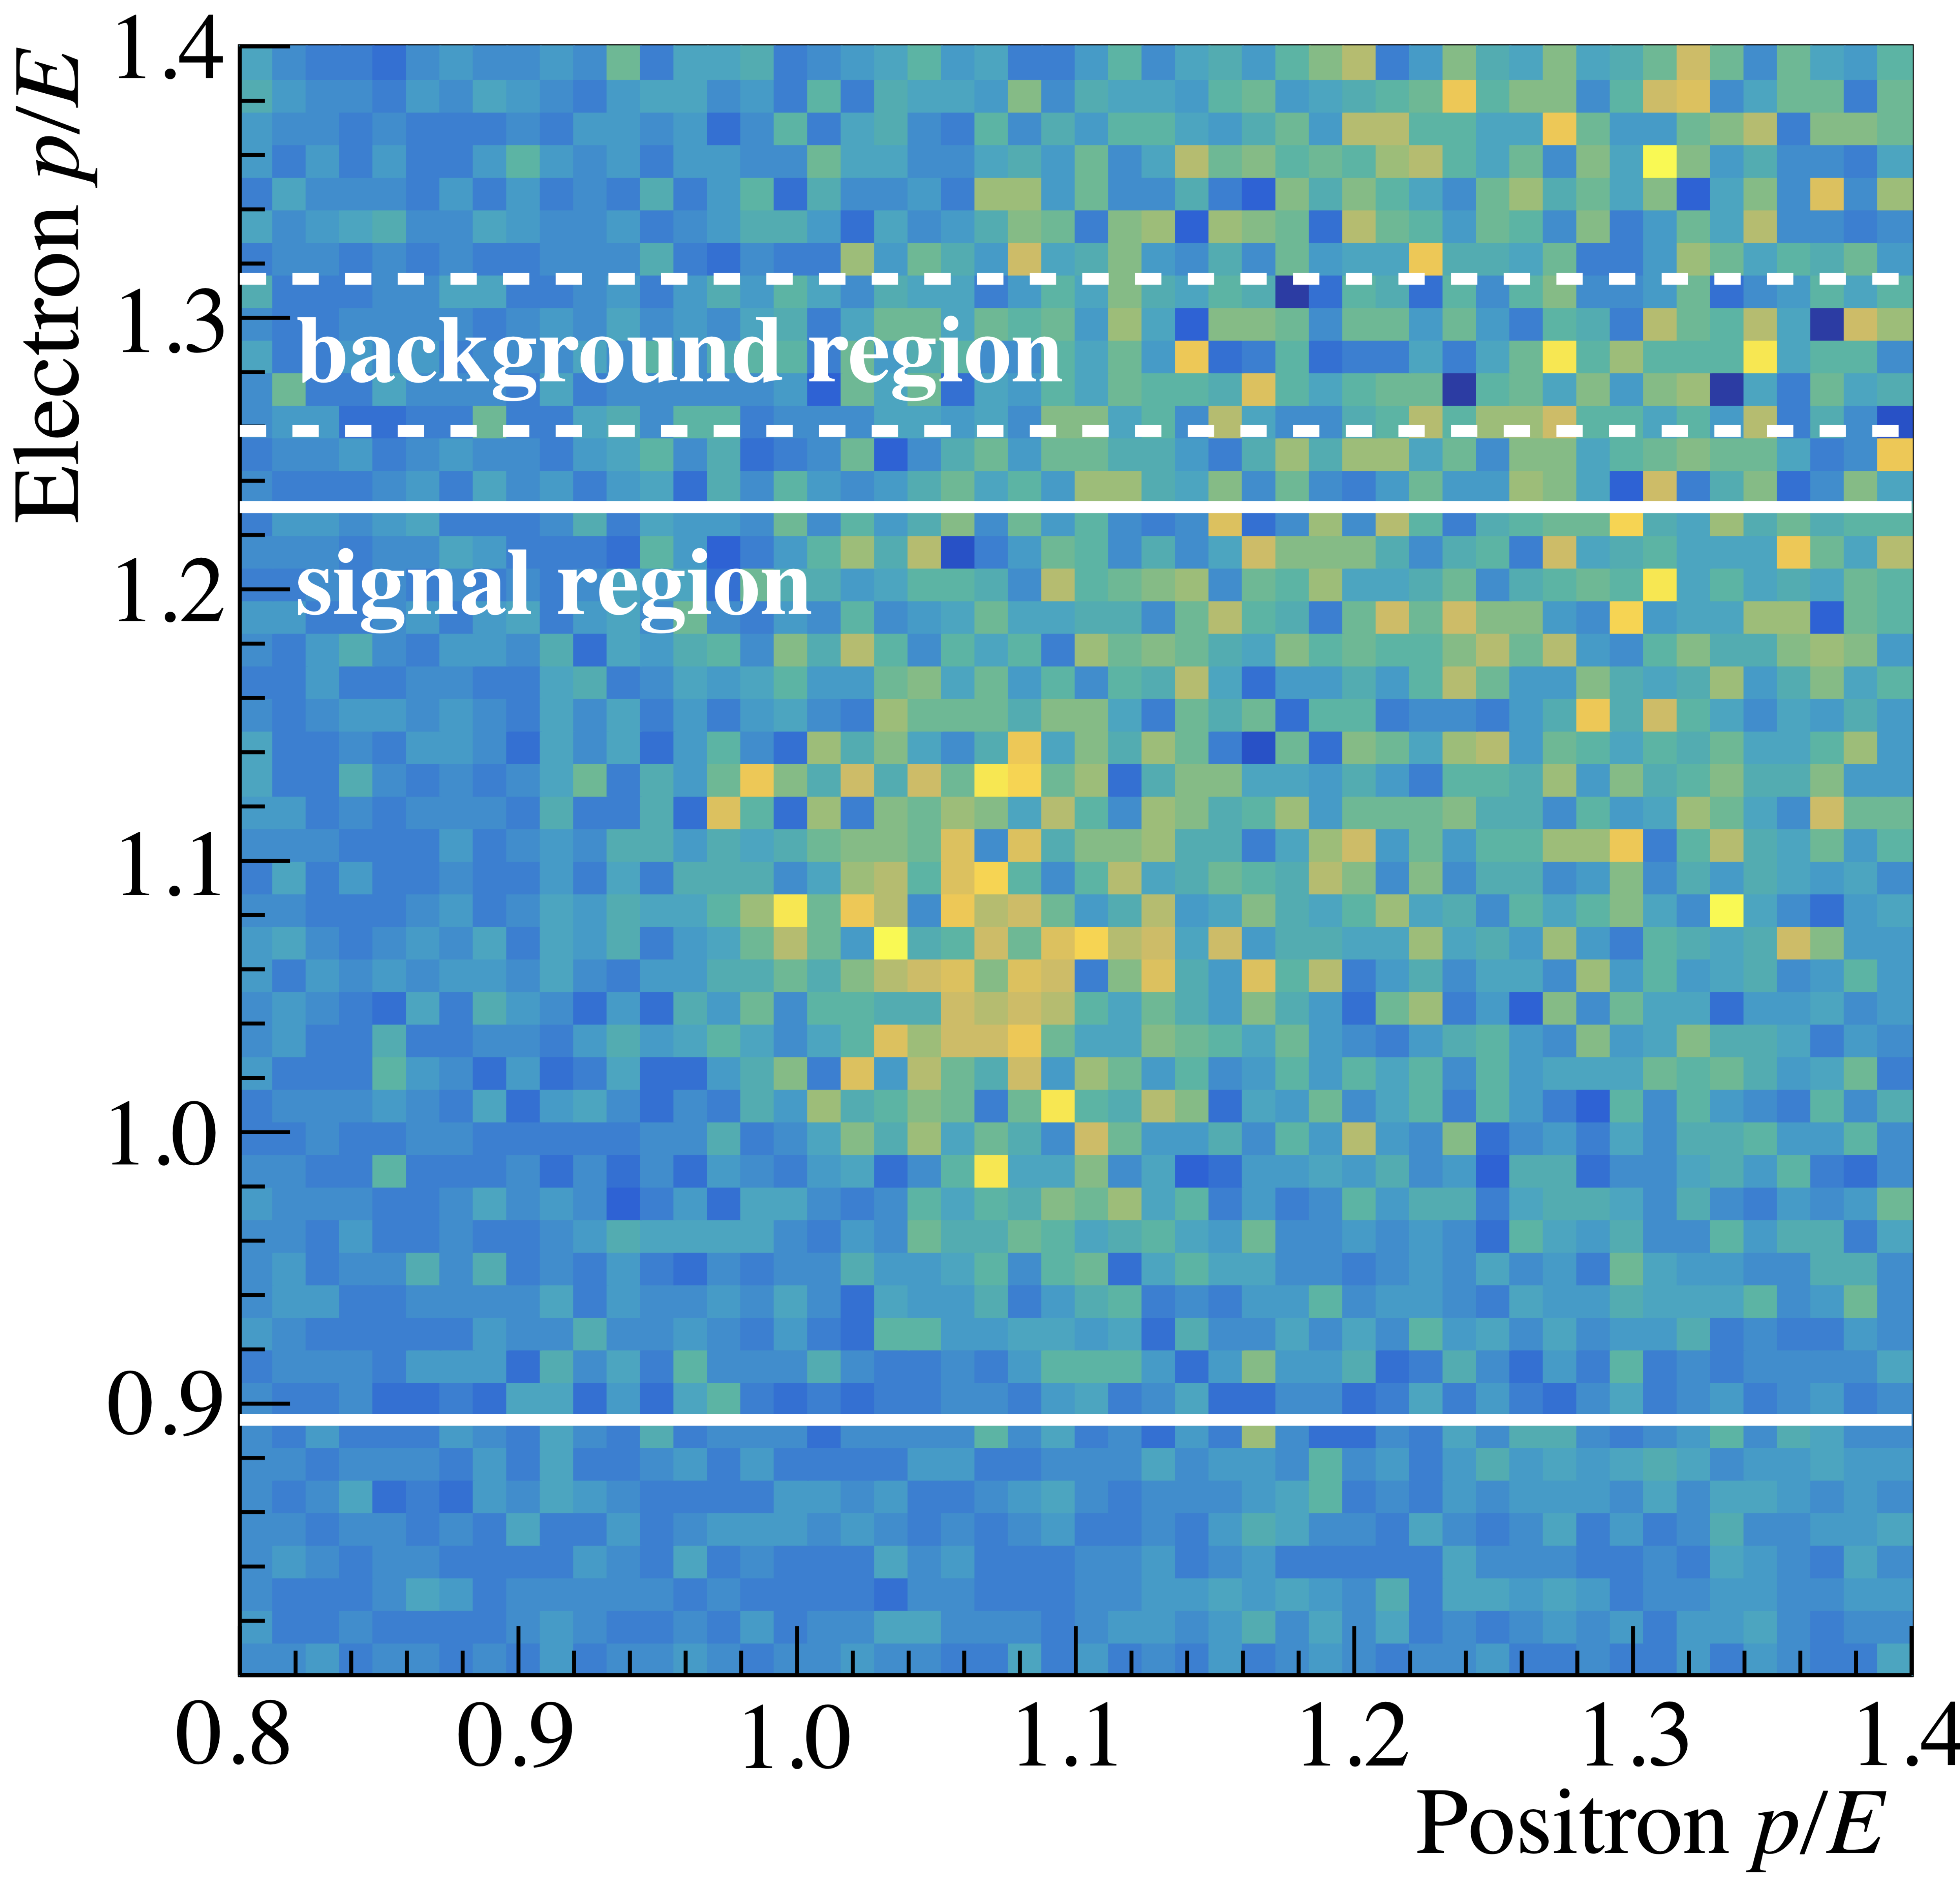 Electron p/E
1.4
1.3
1.2
1.1
1.0
0.9
background region
signal region
0.8 0.9 1.0 1.1 1.2 1.3 1.4
Positron p/E